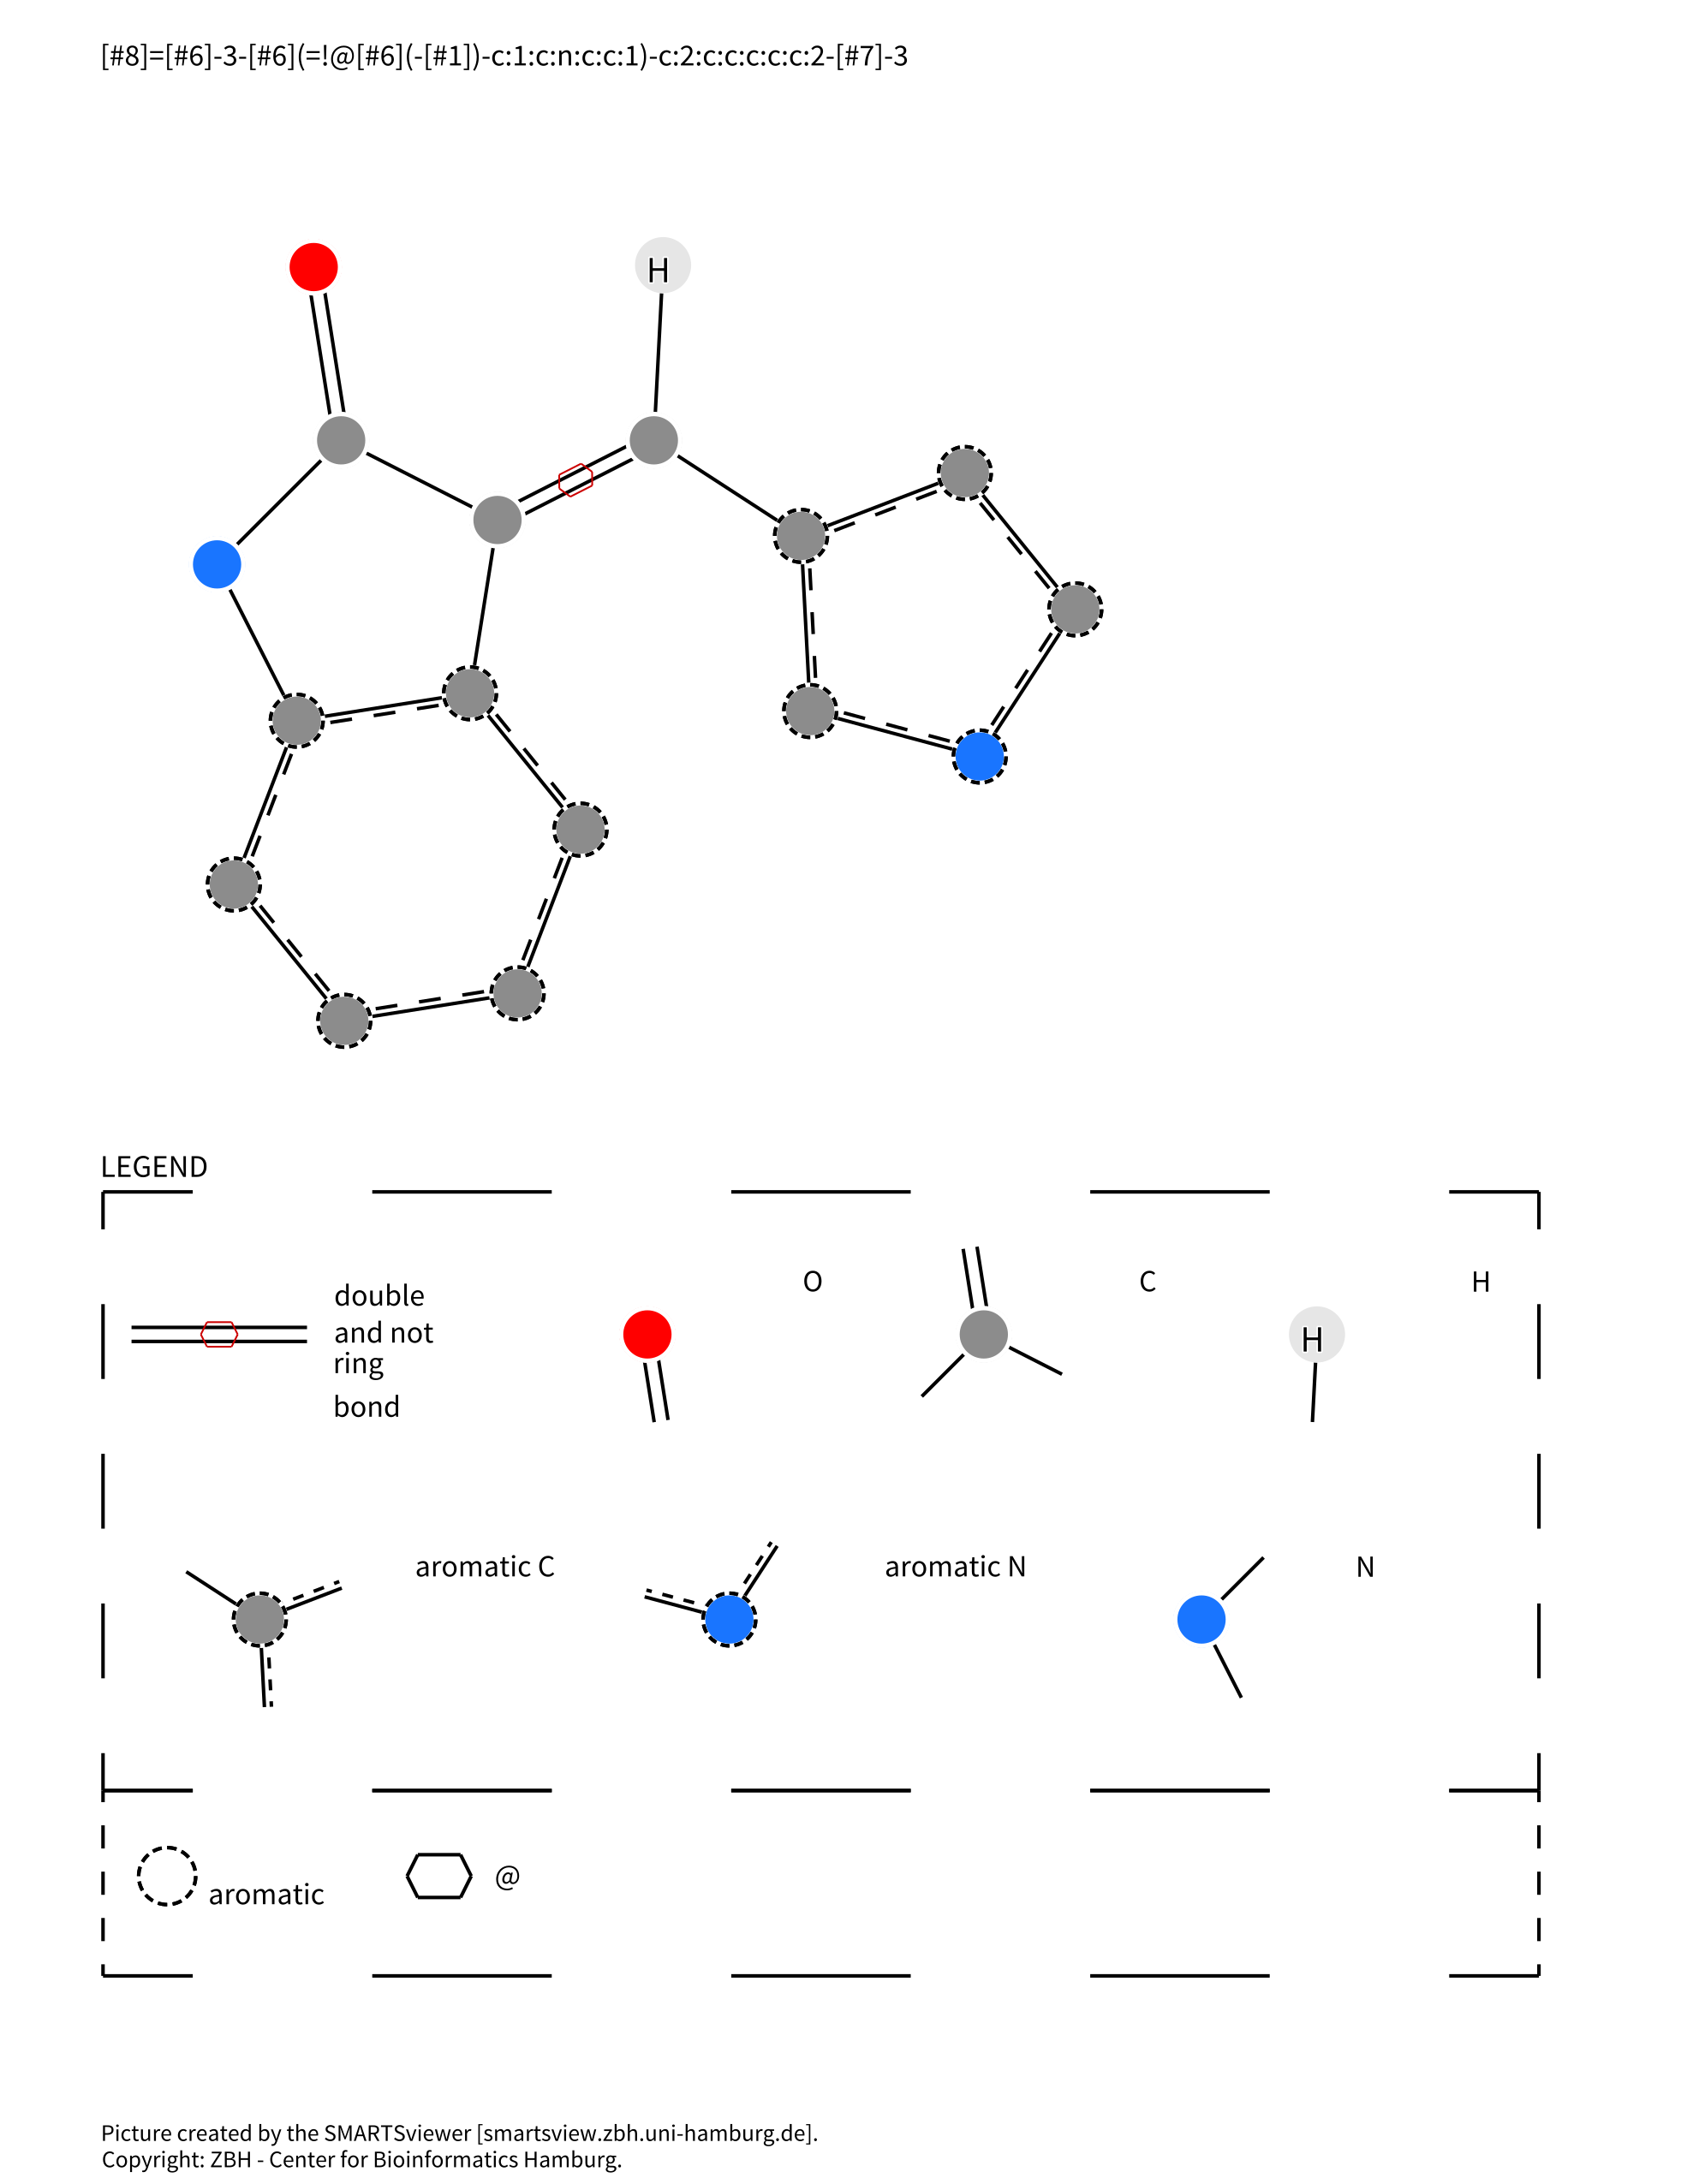 [#8]=[#6]-3-[#6](=!@[#6](-[#1])-c:1:c:n:c:c:1)-c:2:c:c:c:c:c:2-[#7]-3
H
LEGEND
double
and not
ring
bond
O
C
H
H
aromatic C
aromatic N
N
aromatic
@
Picture created by the SMARTSviewer [smartsview.zbh.uni-hamburg.de].
Copyright: ZBH - Center for Bioinformatics Hamburg.